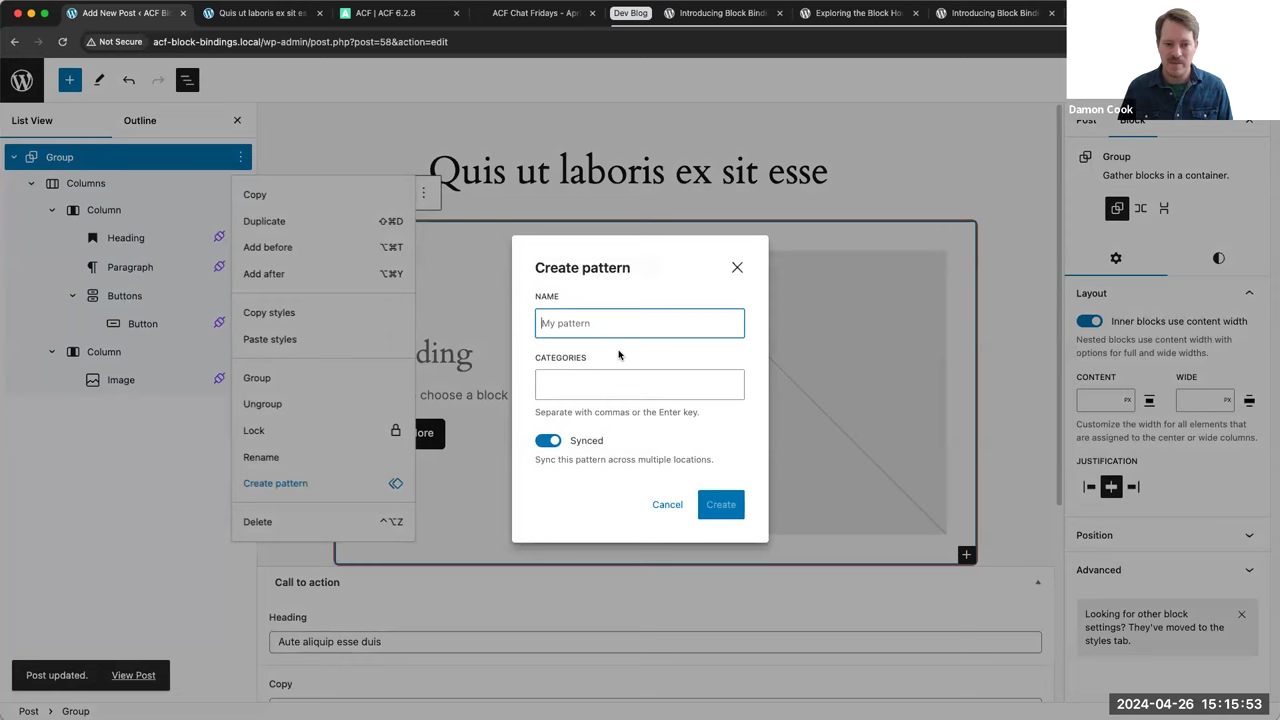 Add New Post ‹ ACF Bl
Quis ut laboris ex sit es
ACF | ACF 6.2.8
ACF Chat Fridays - Apr
Dev Blog
Introducing Block Bindi
Exploring the Block Ho
Introducing Block Bindi
Not Secure
acf-block-bindings.local/wp-admin/post.php?post=58&action=edit
Damon Cook
List View
Outline
Post
Block
Group
Columns
Column
Heading
Paragraph
Buttons
Button
Column
Image
Copy
Duplicate ⇧⌘D
Add before ⌥⌘T
Add after ⌥⌘Y
Copy styles
Paste styles
Group
Ungroup
Lock
Rename
Create pattern
Delete ⌃⌥Z
Quis ut laboris ex sit esse
ding
choose a block
ore
Create pattern
NAME
My pattern
CATEGORIES
Separate with commas or the Enter key.
Synced
Sync this pattern across multiple locations.
Cancel
Create
Call to action
Heading
Aute aliquip esse duis
Copy
Group
Gather blocks in a container.
Layout
Inner blocks use content width
Nested blocks use content width with
options for full and wide widths.
CONTENT
WIDE
PX
PX
Customize the width for all elements that
are assigned to the center or wide columns.
JUSTIFICATION
Position
Advanced
Looking for other block
settings? They've moved to the
styles tab.
Post updated.
View Post
Post › Group
2024-04-26 15:15:53